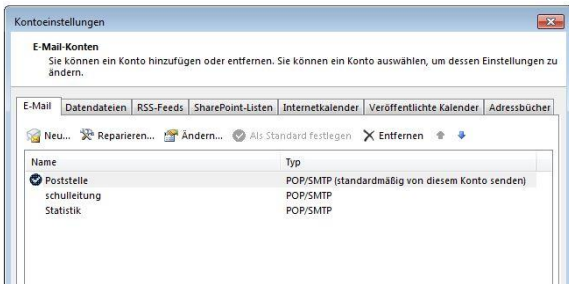 Kontoeinstellungen
E-Mail-Konten
Sie können ein Konto hinzufügen oder entfernen. Sie können ein Konto auswählen, um dessen Einstellungen zu
ändern.
E-Mail Datendateien RSS-Feeds SharePoint-Listen Internetkalender Veröffentlichte Kalender Adressbücher
Neu... Reparieren... Ändern... Als Standard festlegen Entfernen
Name Typ
Poststelle POP/SMTP (standardmäßig von diesem Konto senden)
schulleitung POP/SMTP
Statistik POP/SMTP